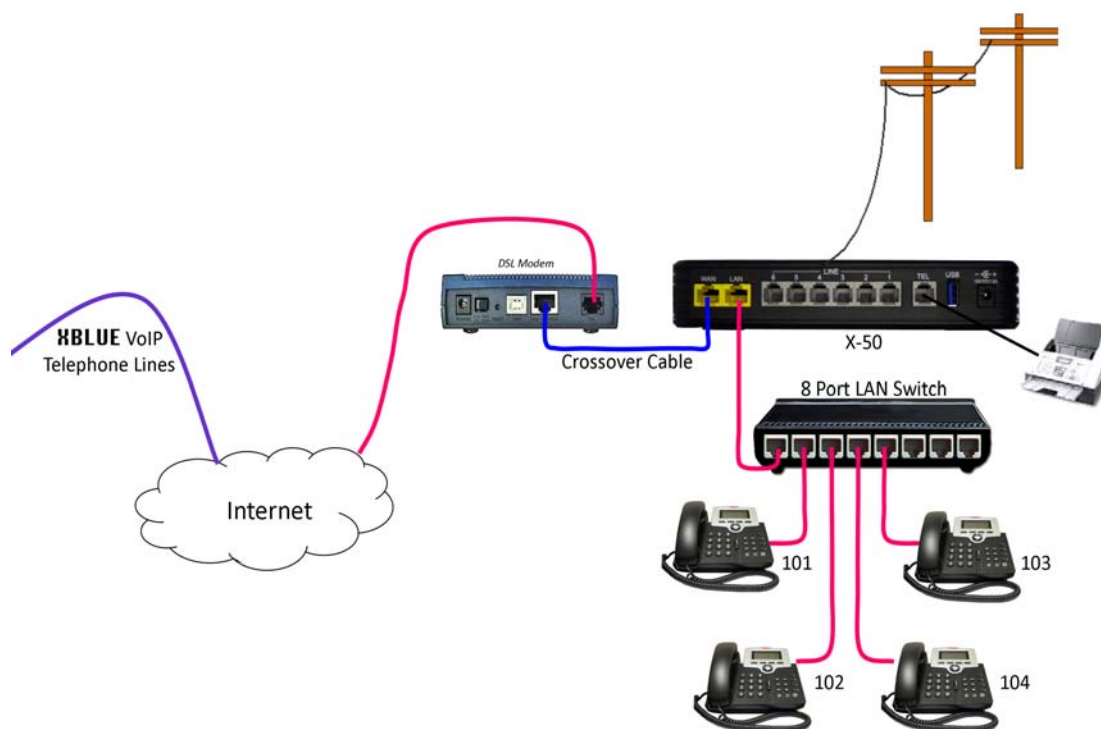 DSL Modem
XBLUE VoIP
Telephone Lines
Crossover Cable
WAN
LAN
LINE
6 5 4 3 2 1
TEL
USB
X-50
8 Port LAN Switch
Internet
101
103
102
104